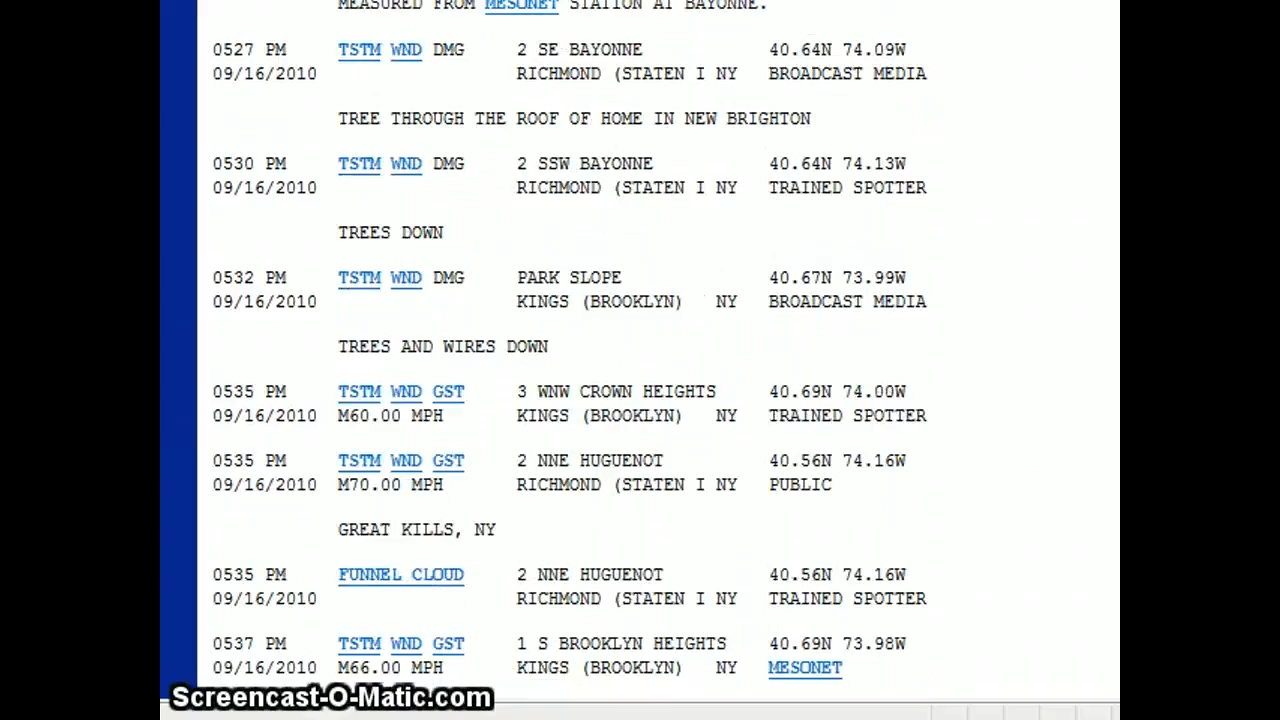 MEASURED FROM MESONET STATION AT BAYONNE.
0527 PM TSTM WND DMG 2 SE BAYONNE 40.64N 74.09W
09/16/2010 RICHMOND (STATEN I NY BROADCAST MEDIA
TREE THROUGH THE ROOF OF HOME IN NEW BRIGHTON
0530 PM TSTM WND DMG 2 SSW BAYONNE 40.64N 74.13W
09/16/2010 RICHMOND (STATEN I NY TRAINED SPOTTER
TREES DOWN
0532 PM TSTM WND DMG PARK SLOPE 40.67N 73.99W
09/16/2010 KINGS (BROOKLYN) NY BROADCAST MEDIA
TREES AND WIRES DOWN
0535 PM TSTM WND GST 3 WNW CROWN HEIGHTS 40.69N 74.00W
09/16/2010 M60.00 MPH KINGS (BROOKLYN) NY TRAINED SPOTTER
0535 PM TSTM WND GST 2 NNE HUGUENOT 40.56N 74.16W
09/16/2010 M70.00 MPH RICHMOND (STATEN I NY PUBLIC
GREAT KILLS, NY
0535 PM FUNNEL CLOUD 2 NNE HUGUENOT 40.56N 74.16W
09/16/2010 RICHMOND (STATEN I NY TRAINED SPOTTER
0537 PM TSTM WND GST 1 S BROOKLYN HEIGHTS 40.69N 73.98W
09/16/2010 M66.00 MPH KINGS (BROOKLYN) NY MESONET
Screencast-O-Matic.com